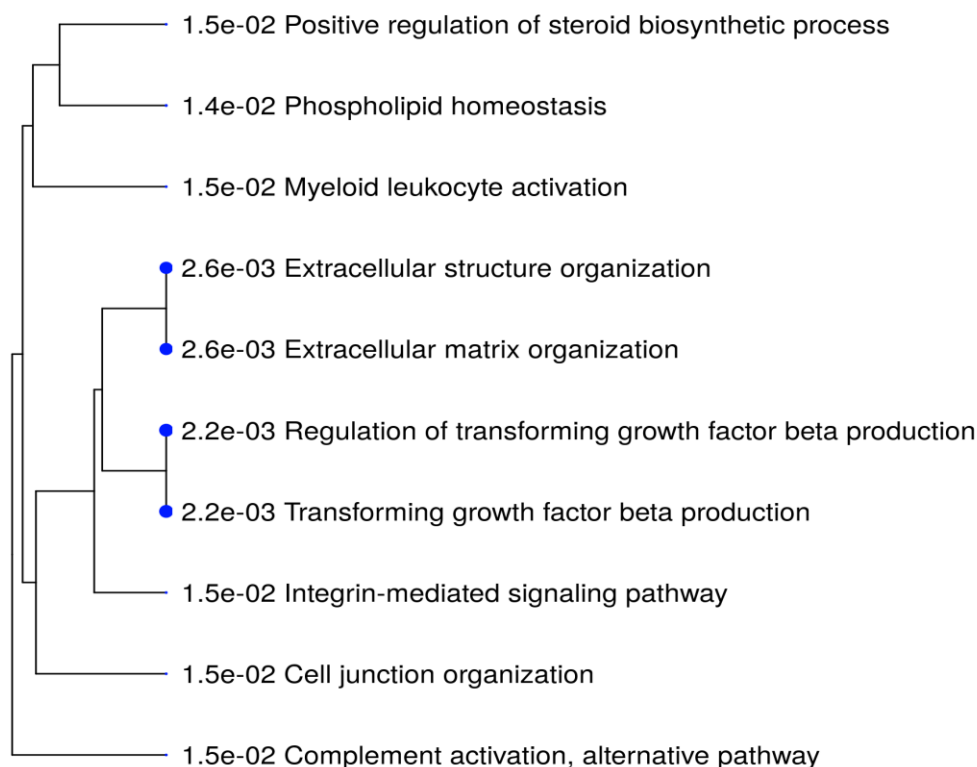 1.5e-02 Positive regulation of steroid biosynthetic process
1.4e-02 Phospholipid homeostasis
1.5e-02 Myeloid leukocyte activation
2.6e-03 Extracellular structure organization
2.6e-03 Extracellular matrix organization
2.2e-03 Regulation of transforming growth factor beta production
2.2e-03 Transforming growth factor beta production
1.5e-02 Integrin-mediated signaling pathway
1.5e-02 Cell junction organization
1.5e-02 Complement activation, alternative pathway